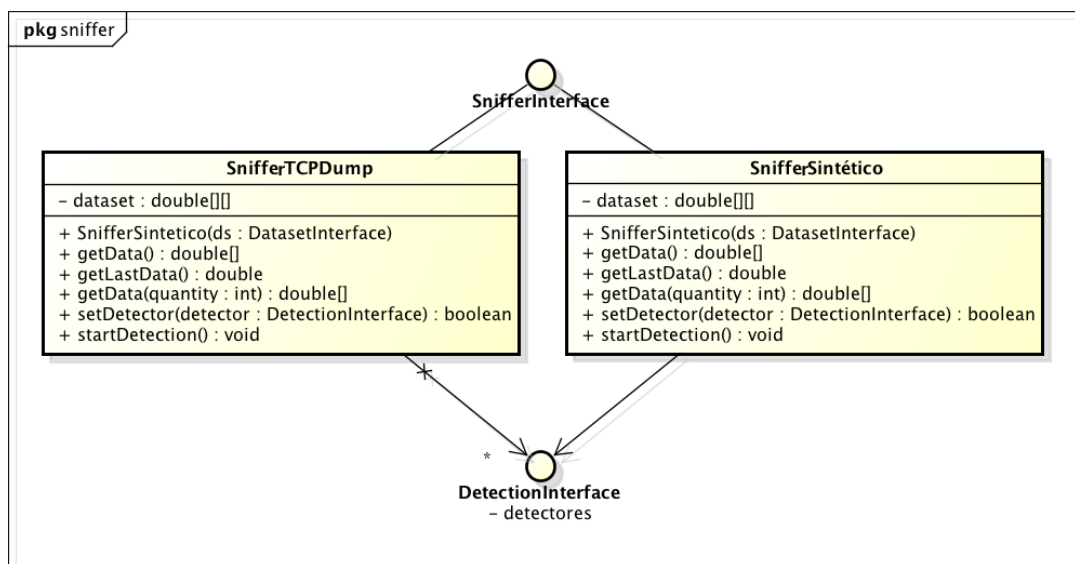 pkg sniffer
SnifferInterface
SnifferTCPDump
- dataset : double[][]
+ SnifferSintetico(ds : DatasetInterface)
+ getData() : double[]
+ getLastData() : double
+ getData(quantity : int) : double[]
+ setDetector(detector : DetectionInterface) : boolean
+ startDetection() : void
SnifferSintético
- dataset : double[][]
+ SnifferSintetico(ds : DatasetInterface)
+ getData() : double[]
+ getLastData() : double
+ getData(quantity : int) : double[]
+ setDetector(detector : DetectionInterface) : boolean
+ startDetection() : void
*
DetectionInterface
- detectores